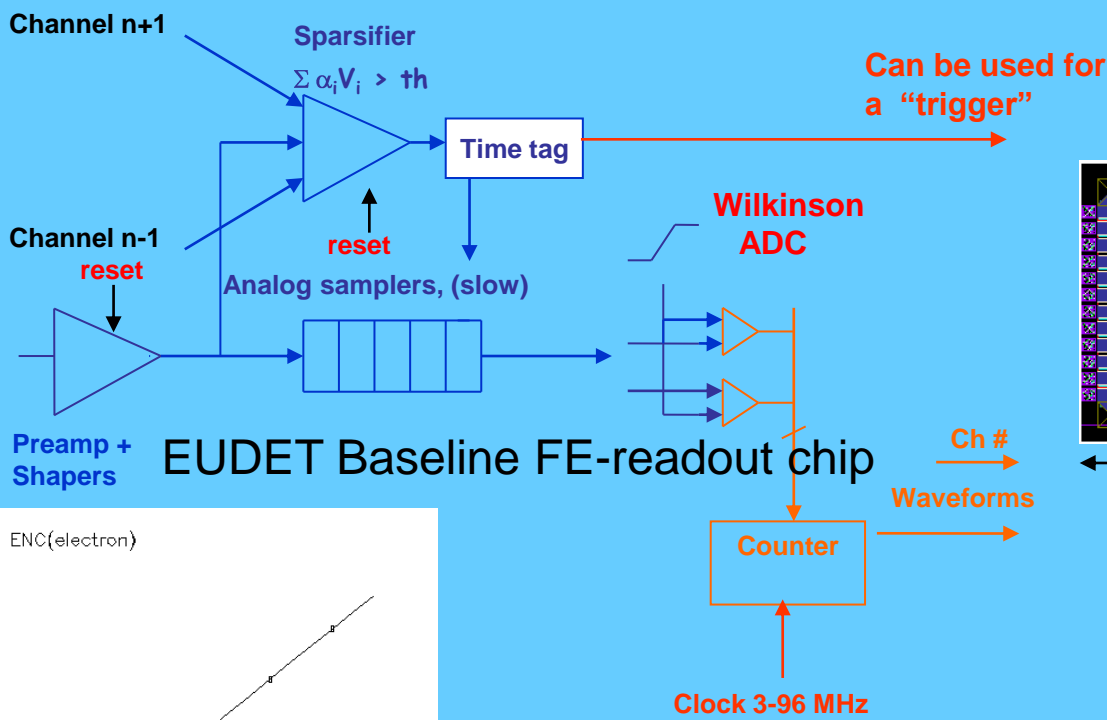 Channel n+1
Sparsifier
Σ αᵢVᵢ > th
Can be used for
a “trigger”
Time tag
Wilkinson
ADC
Channel n-1
reset
reset
Analog samplers, (slow)
Preamp +
Shapers
EUDET Baseline FE-readout chip
Ch #
Waveforms
ENC(electron)
Counter
Clock 3-96 MHz